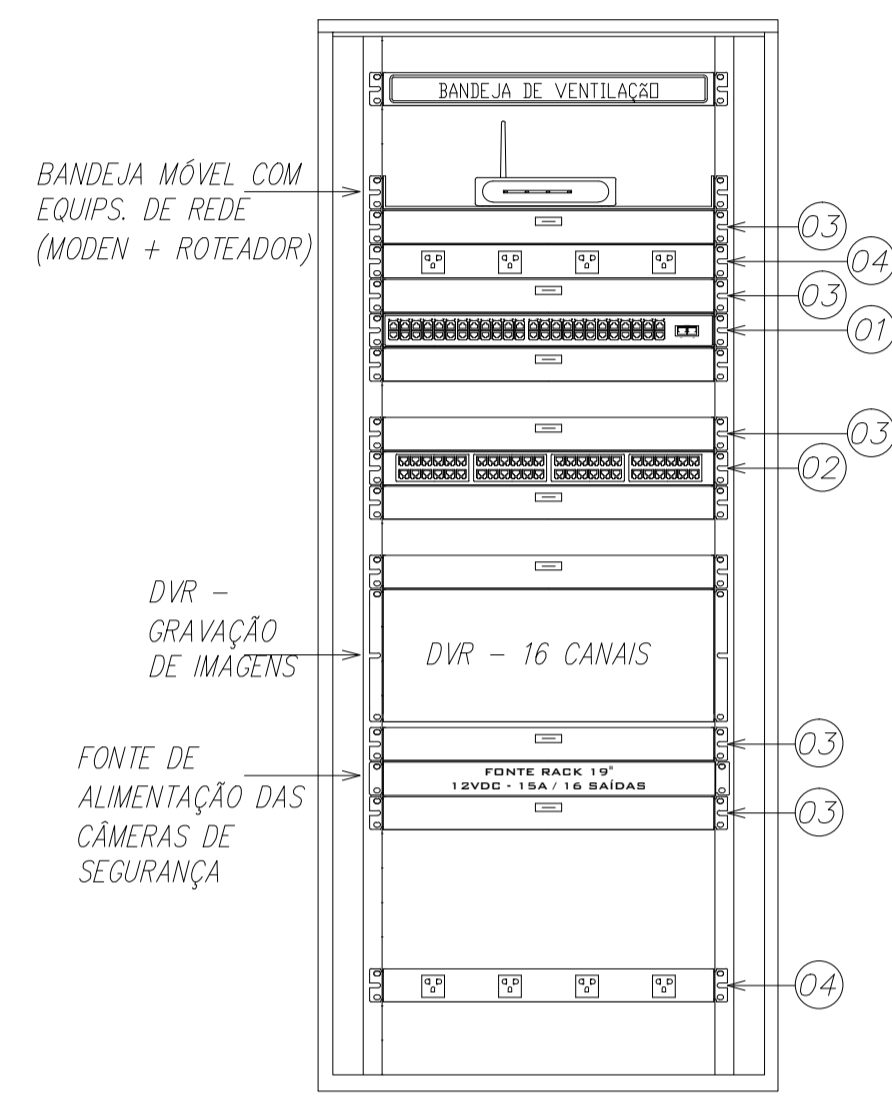 BANDEJA DE VENTILAÇÃO
BANDEJA MÓVEL COM
EQUIPS. DE REDE
(MODEN + ROTEADOR)
03
04
03
01
03
02
DVR -
GRAVAÇÃO
DE IMAGENS
DVR - 16 CANAIS
03
FONTE DE
ALIMENTAÇÃO DAS
CÂMERAS DE
SEGURANÇA
FONTE RACK 19"
12VDC - 15A / 16 SAÍDAS
03
04